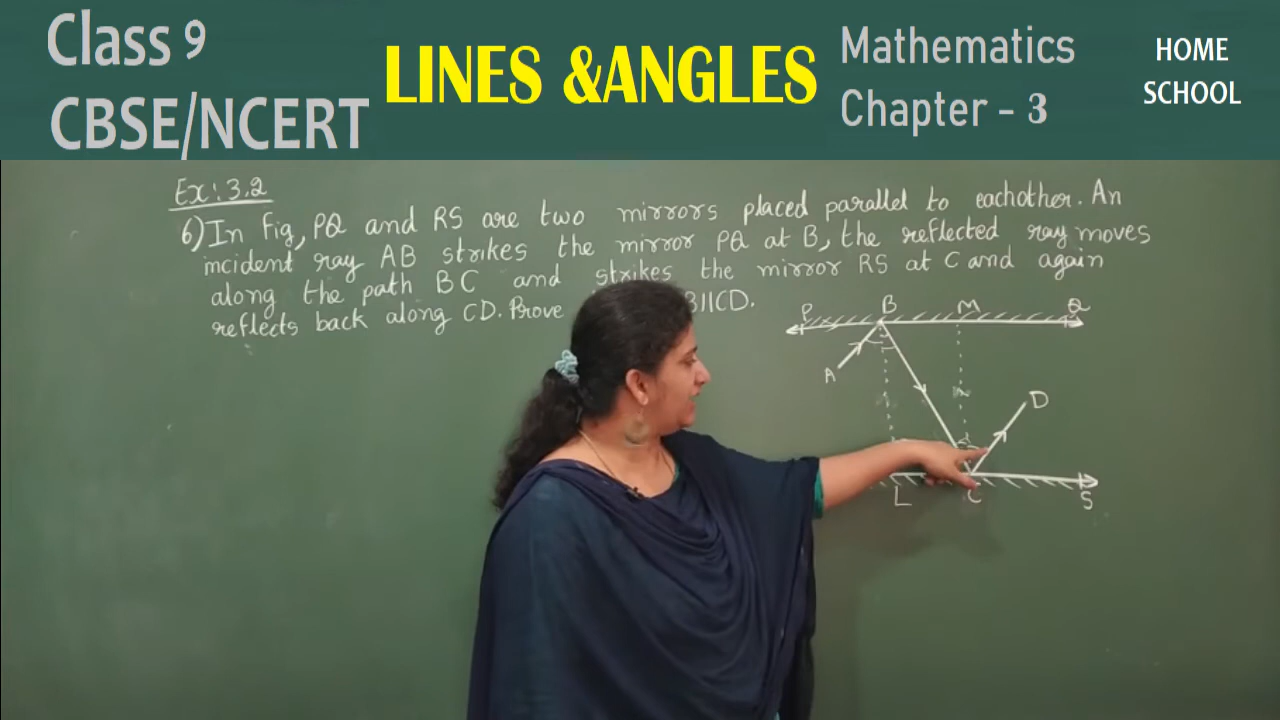 Class 9
CBSE/NCERT
LINES &ANGLES
Mathematics
Chapter - 3
HOME
SCHOOL
Ex: 3.2
6) In Fig, PQ and RS are two mirrors placed parallel to eachother. An
incident ray AB strikes the mirror PQ at B, the reflected ray moves
along the path BC and strikes the mirror RS at C and again
reflects back along CD. Prove B||CD.
P B M Q
A
D
L C S